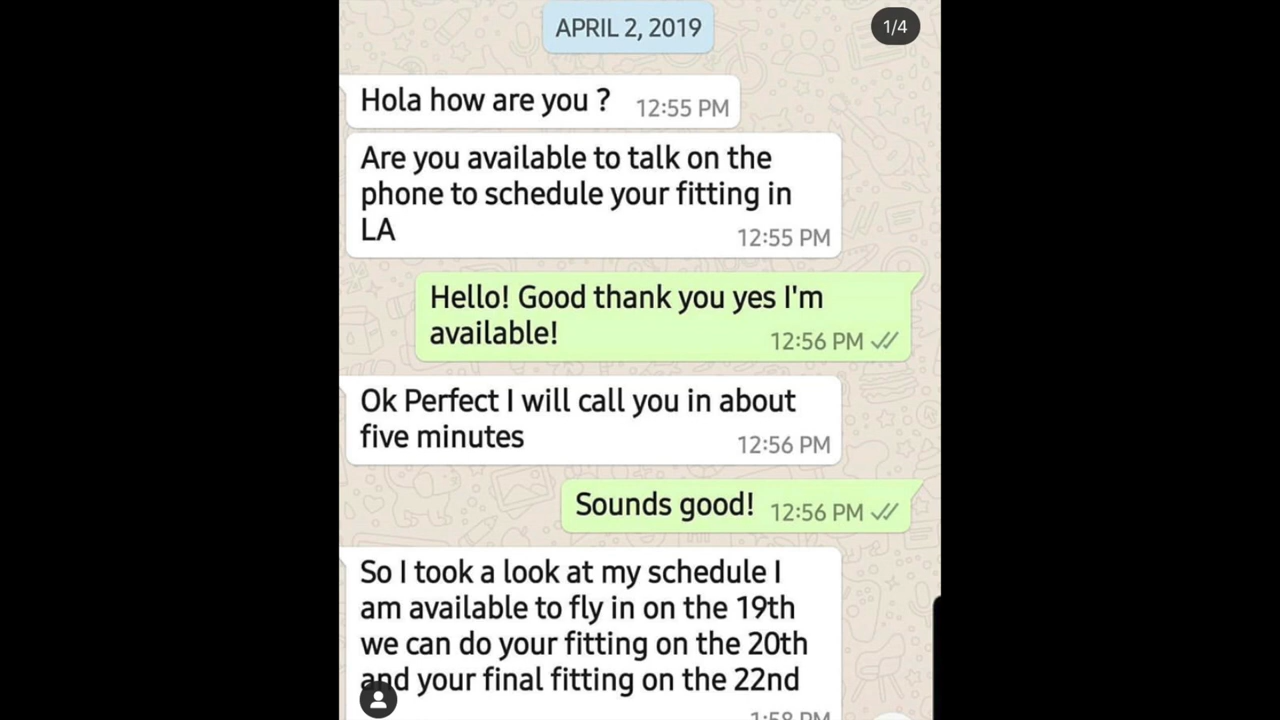 APRIL 2, 2019
1/4
Hola how are you ? 12:55 PM
Are you available to talk on the
phone to schedule your fitting in
LA 12:55 PM
Hello! Good thank you yes I'm
available! 12:56 PM
Ok Perfect I will call you in about
five minutes 12:56 PM
Sounds good! 12:56 PM
So I took a look at my schedule I
am available to fly in on the 19th
we can do your fitting on the 20th
and your final fitting on the 22nd
1:58 PM